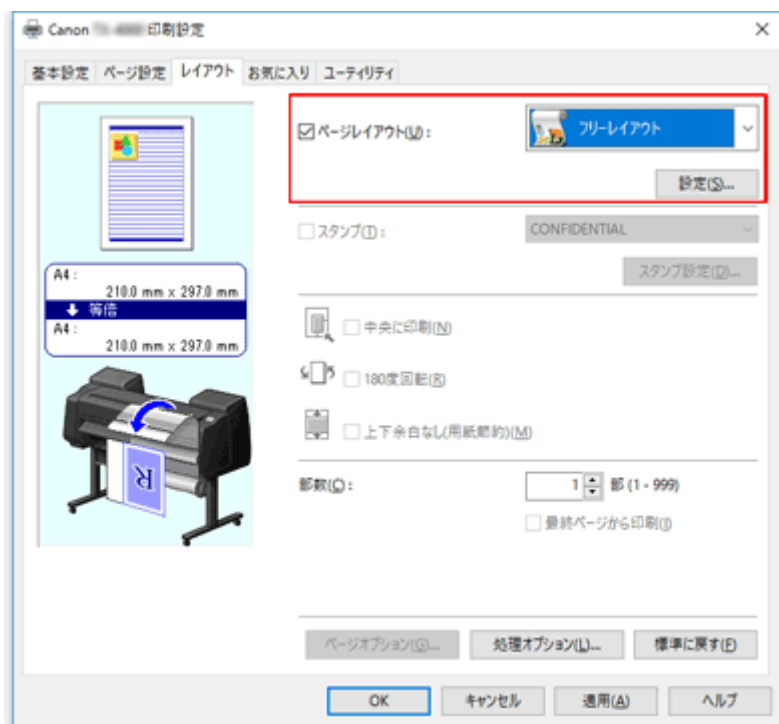 Canon 印刷設定
基本設定 ページ設定 レイアウト お気に入り ユーティリティ
ページレイアウト(U): フリーレイアウト
設定(S)...
スタンプ(T): CONFIDENTIAL
スタンプ設定(D)...
A4:
210.0 mm x 297.0 mm
等倍
A4:
210.0 mm x 297.0 mm
中央に印刷(N)
180度回転(R)
上下余白なし(用紙節約)(M)
R
部数(C): 1 部 (1 - 999)
最終ページから印刷(I)
ページオプション(G)... 処理オプション(L)... 標準に戻す(F)
OK キャンセル 適用(A) ヘルプ